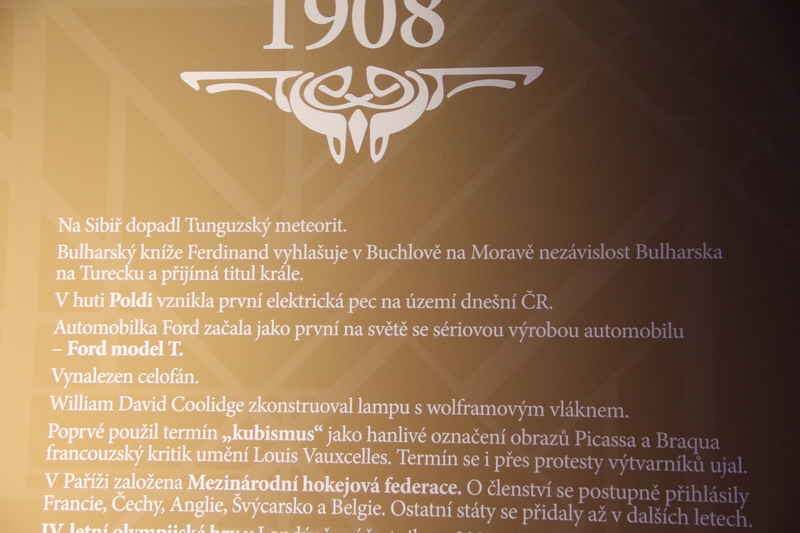 1908
Na Sibiř dopadl Tunguzský meteorit.
Bulharský kníže Ferdinand vyhlašuje v Buchlově na Moravě nezávislost Bulharska
na Turecku a přijímá titul krále.
V huti Poldi vznikla první elektrická pec na území dnešní ČR.
Automobilka Ford začala jako první na světě se sériovou výrobou automobilu
– Ford model T.
Vynalezen celofán.
William David Coolidge zkonstruoval lampu s wolframovým vláknem.
Poprvé použil termín „kubismus“ jako hanlivé označení obrazů Picassa a Braqua
francouzský kritik umění Louis Vauxcelles. Termín se i přes protesty výtvarníků ujal.
V Paříži založena Mezinárodní hokejová federace. O členství se postupně přihlásily
Francie, Čechy, Anglie, Švýcarsko a Belgie. Ostatní státy se přidaly až v dalších letech.
IV. letní olympijské hry v